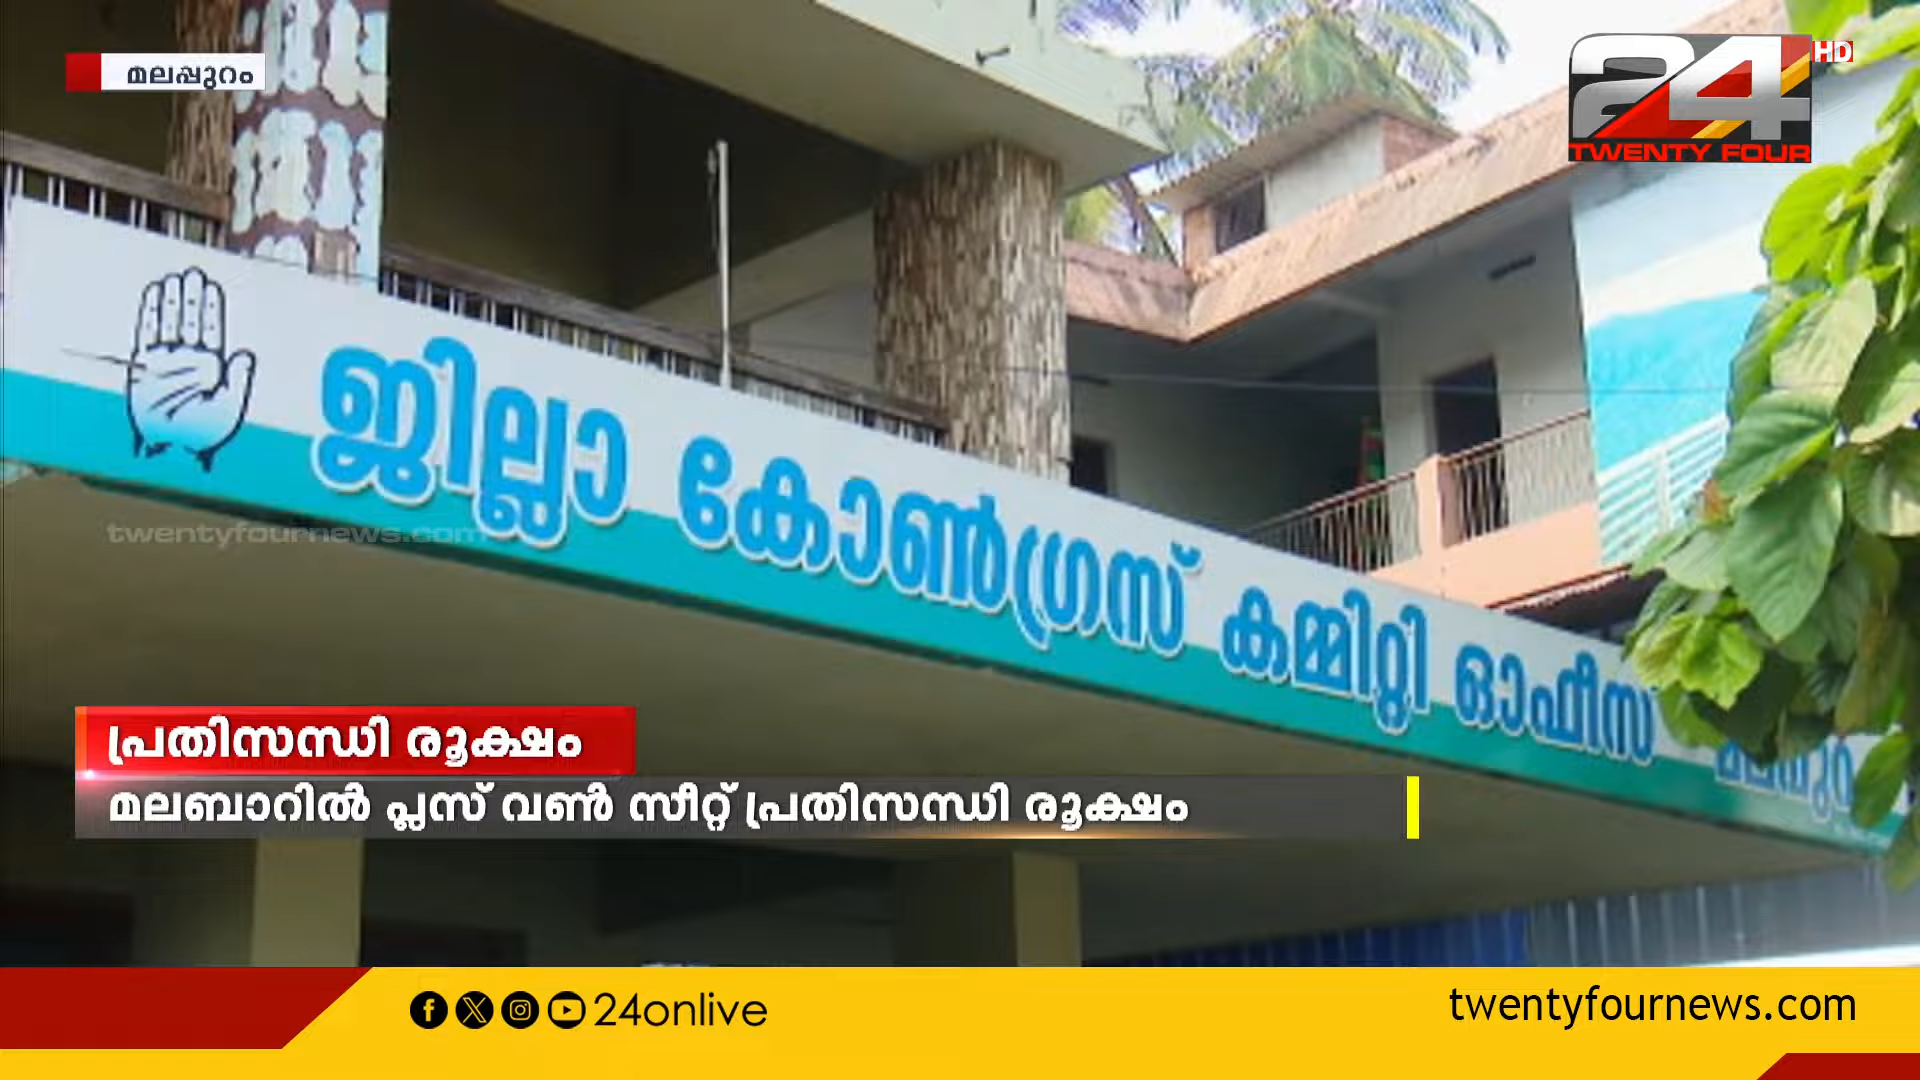 മലപ്പുറം
24
HD
TWENTY FOUR
ജില്ലാ കോൺഗ്രസ് കമ്മിറ്റി ഓഫീസ്
twentyfournews.com
പ്രതിസന്ധി രൂക്ഷം
മലബാറിൽ പ്ലസ് വൺ സീറ്റ് പ്രതിസന്ധി രൂക്ഷം
24onlive
twentyfournews.com